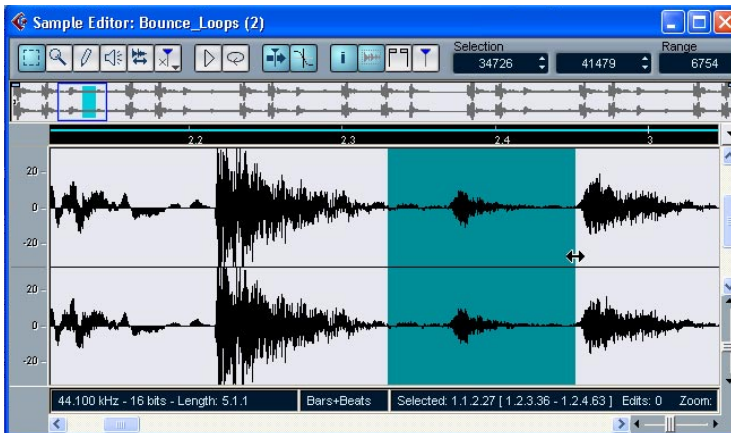 Sample Editor: Bounce_Loops (2)
Selection
Range
34726
41479
6754
2.2
2.3
2.4
3
20
0
-20
20
0
-20
44.100 kHz - 16 bits - Length: 5.1.1
Bars+Beats
Selected: 1.1.2.27 [ 1.2.3.36 - 1.2.4.63 ]
Edits: 0
Zoom: